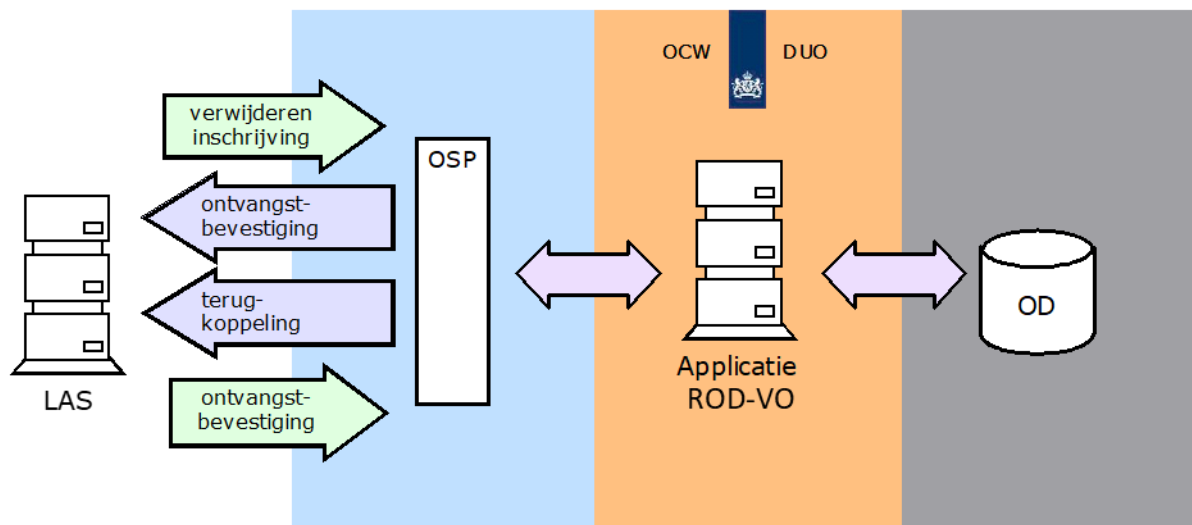 OCW DUO
verwijderen
inschrijving
OSP
ontvangst-
bevestiging
terug-
koppeling
OD
Applicatie
ROD-VO
LAS
ontvangst-
bevestiging